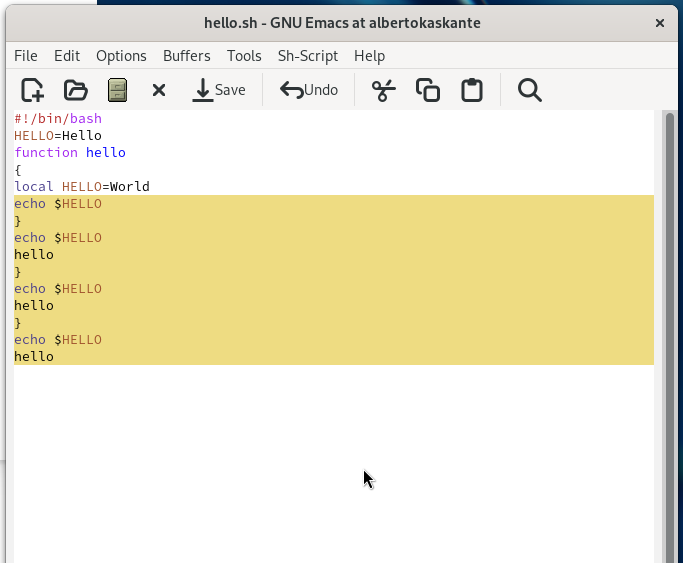 hello.sh - GNU Emacs at albertokaskante
File Edit Options Buffers Tools Sh-Script Help
Save Undo
#!/bin/bash
HELLO=Hello
function hello
{
local HELLO=World
echo $HELLO
}
echo $HELLO
hello
}
echo $HELLO
hello
}
echo $HELLO
hello